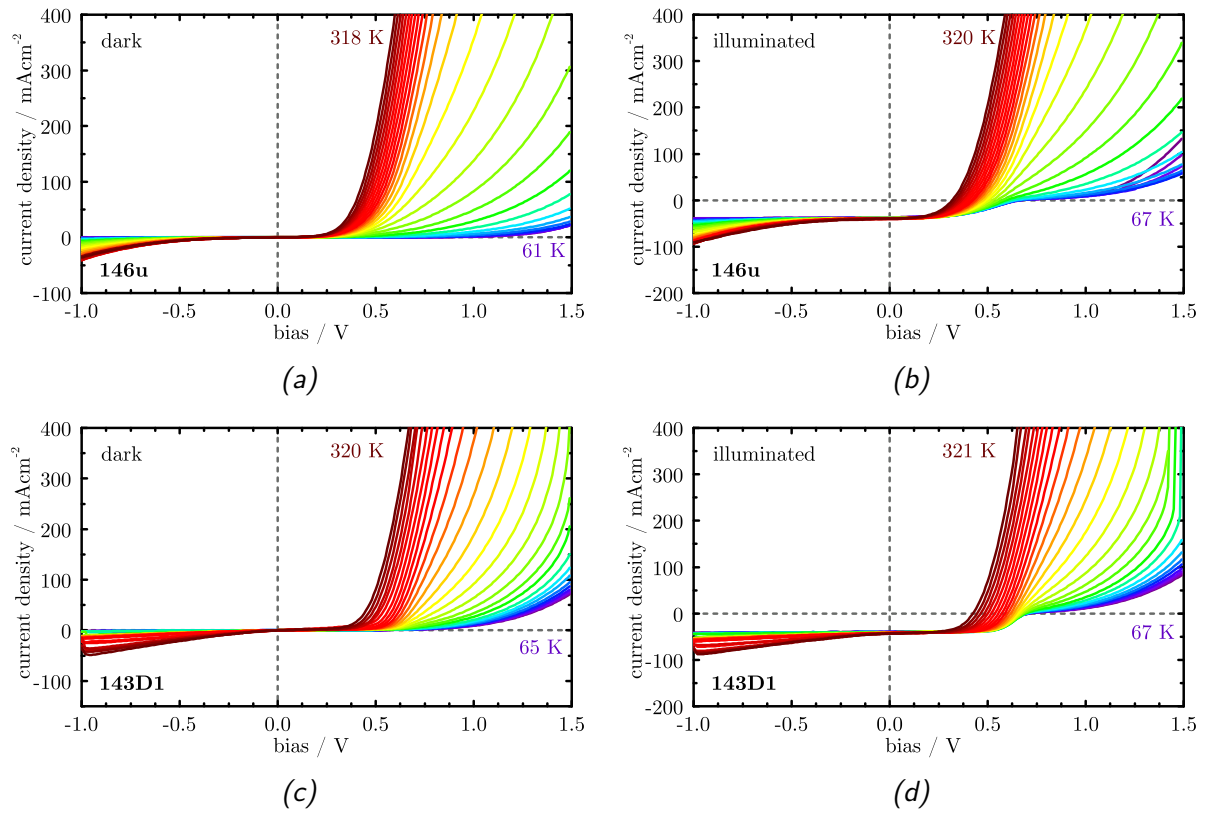 400
300
200
100
0
-100
-1.0 -0.5 0.0 0.5 1.0 1.5
current density / mAcm-2
bias / V
dark
318 K
61 K
146u
(a)
400
300
200
100
0
-100
-200
-1.0 -0.5 0.0 0.5 1.0 1.5
current density / mAcm-2
bias / V
illuminated
320 K
67 K
146u
(b)
400
300
200
100
0
-100
-1.0 -0.5 0.0 0.5 1.0 1.5
current density / mAcm-2
bias / V
dark
320 K
65 K
143D1
(c)
400
300
200
100
0
-100
-200
-1.0 -0.5 0.0 0.5 1.0 1.5
current density / mAcm-2
bias / V
illuminated
321 K
67 K
143D1
(d)